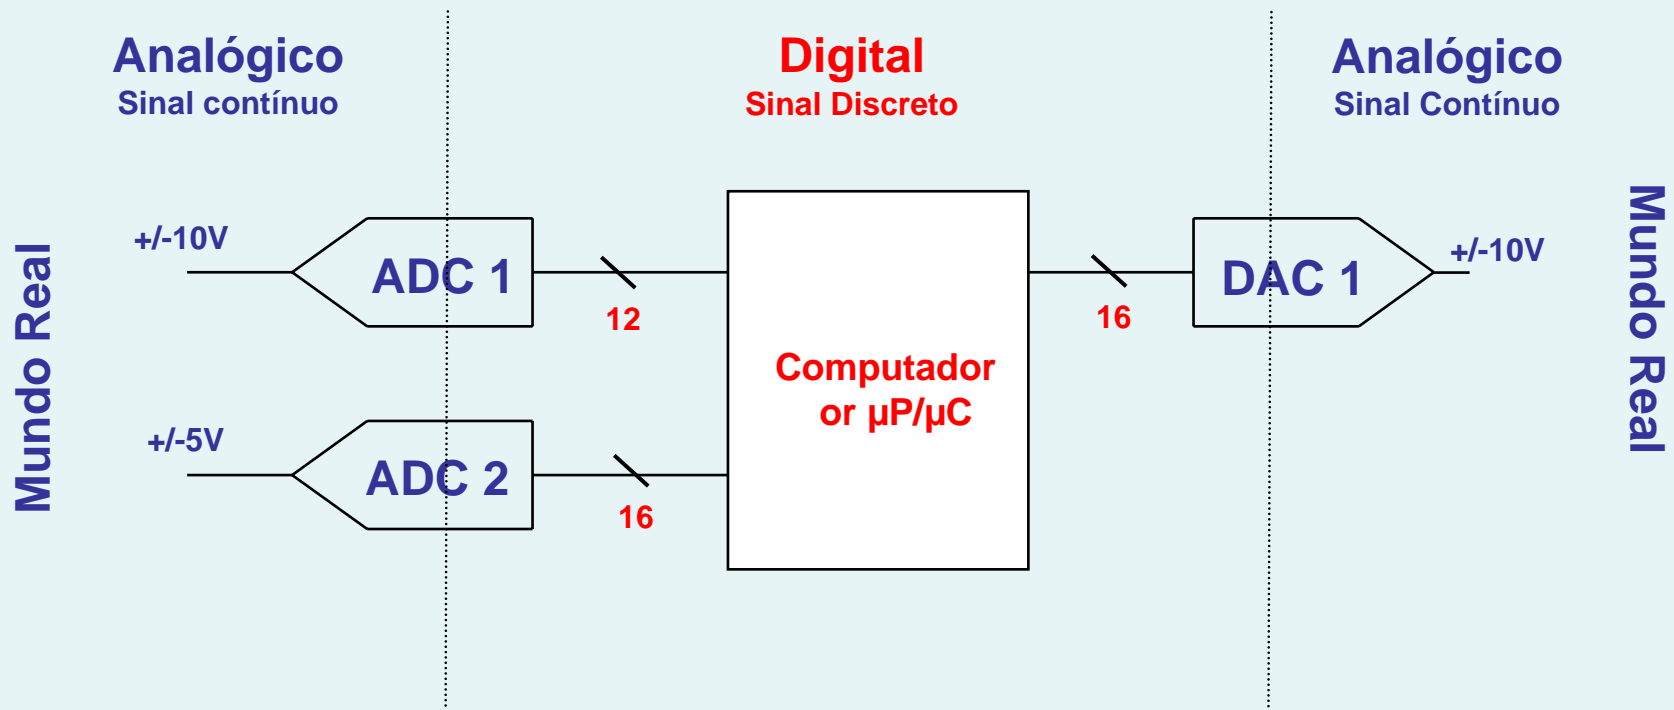 Analógico
Sinal contínuo
Digital
Sinal Discreto
Analógico
Sinal Contínuo
Mundo Real
+/-10V
ADC 1
12
+/-5V
ADC 2
16
Computador
or µP/µC
16
DAC 1
+/-10V
Mundo Real